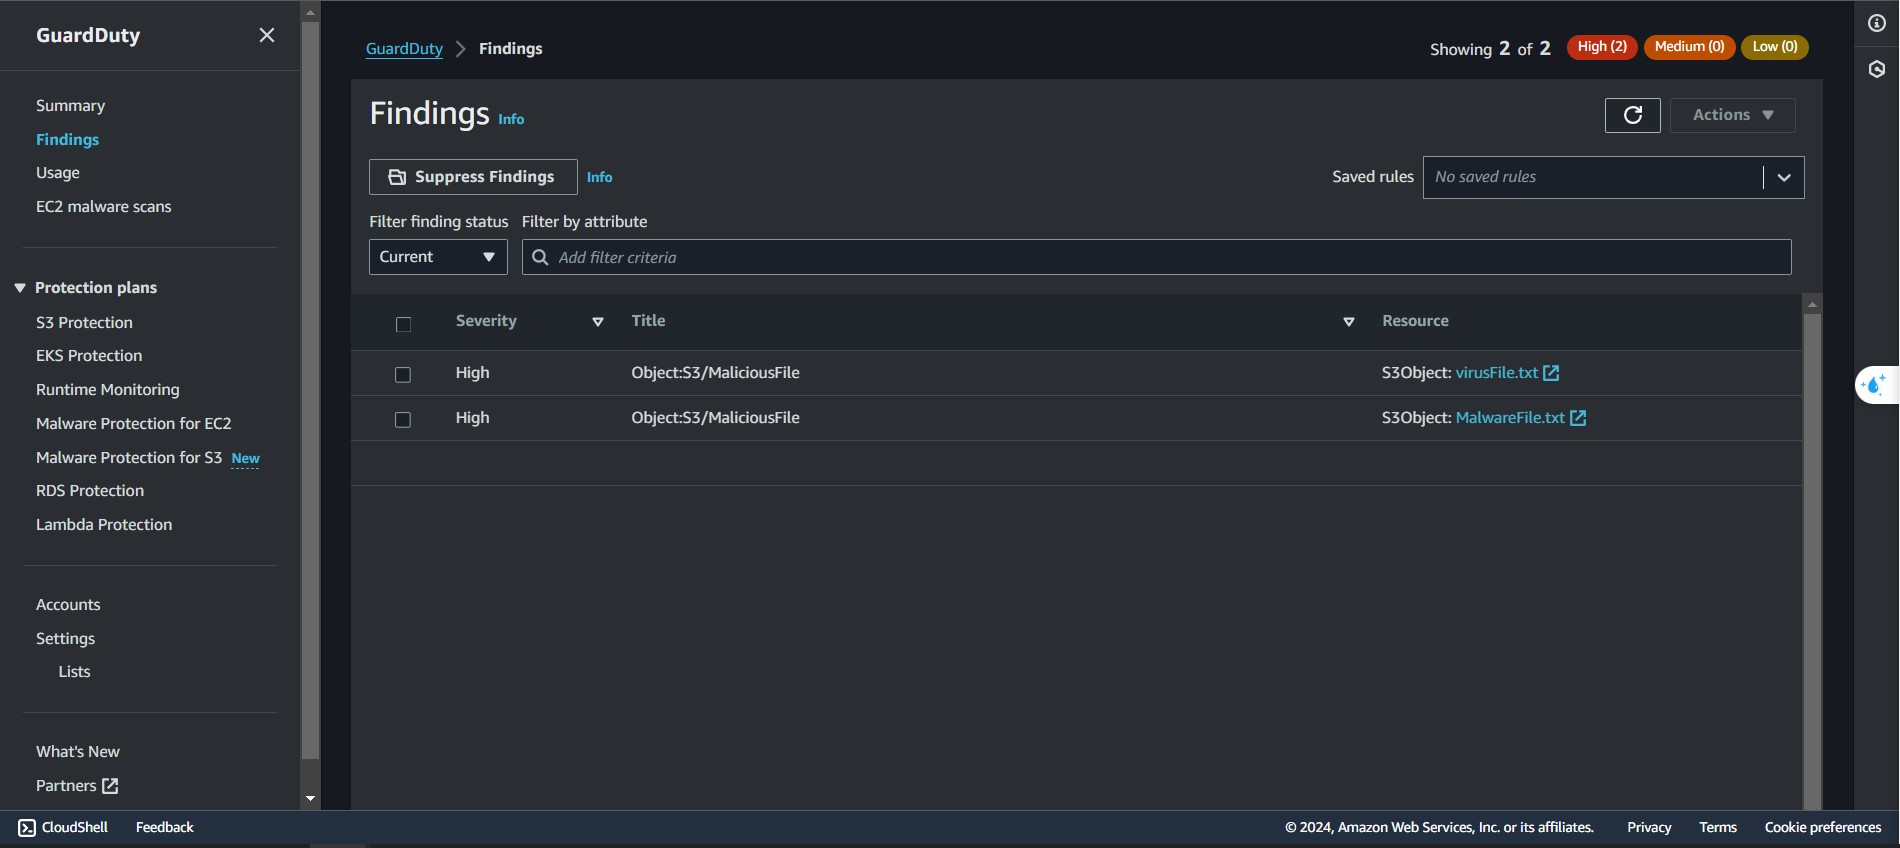 GuardDuty
Summary
Findings
Usage
EC2 malware scans
Protection plans
S3 Protection
EKS Protection
Runtime Monitoring
Malware Protection for EC2
Malware Protection for S3 New
RDS Protection
Lambda Protection
Accounts
Settings
Lists
What's New
Partners
GuardDuty Findings
Showing 2 of 2 High (2) Medium (0) Low (0)
Findings Info
Actions
Suppress Findings Info
Saved rules No saved rules
Filter finding status Filter by attribute
Current Add filter criteria
Severity Title Resource
High Object:S3/MaliciousFile S3Object: virusFile.txt
High Object:S3/MaliciousFile S3Object: MalwareFile.txt
CloudShell Feedback © 2024, Amazon Web Services, Inc. or its affiliates. Privacy Terms Cookie preferences